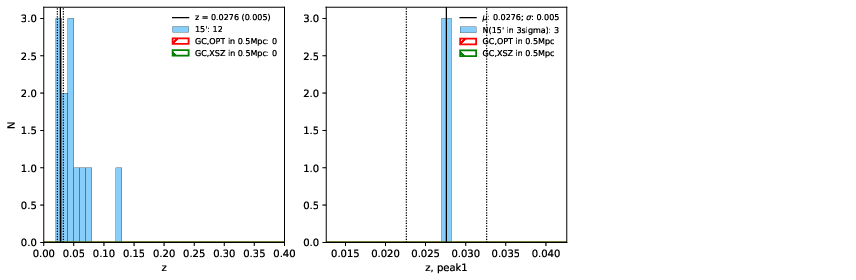 z = 0.0276 (0.005)
15': 12
GC,OPT in 0.5Mpc: 0
GC,XSZ in 0.5Mpc: 0
N
3.0
2.5
2.0
1.5
1.0
0.5
0.0
0.00 0.05 0.10 0.15 0.20 0.25 0.30 0.35 0.40
z
μ: 0.0276; σ: 0.005
N(15' in 3sigma): 3
GC,OPT in 0.5Mpc
GC,XSZ in 0.5Mpc
3.0
2.5
2.0
1.5
1.0
0.5
0.0
0.015 0.020 0.025 0.030 0.035 0.040
z, peak1